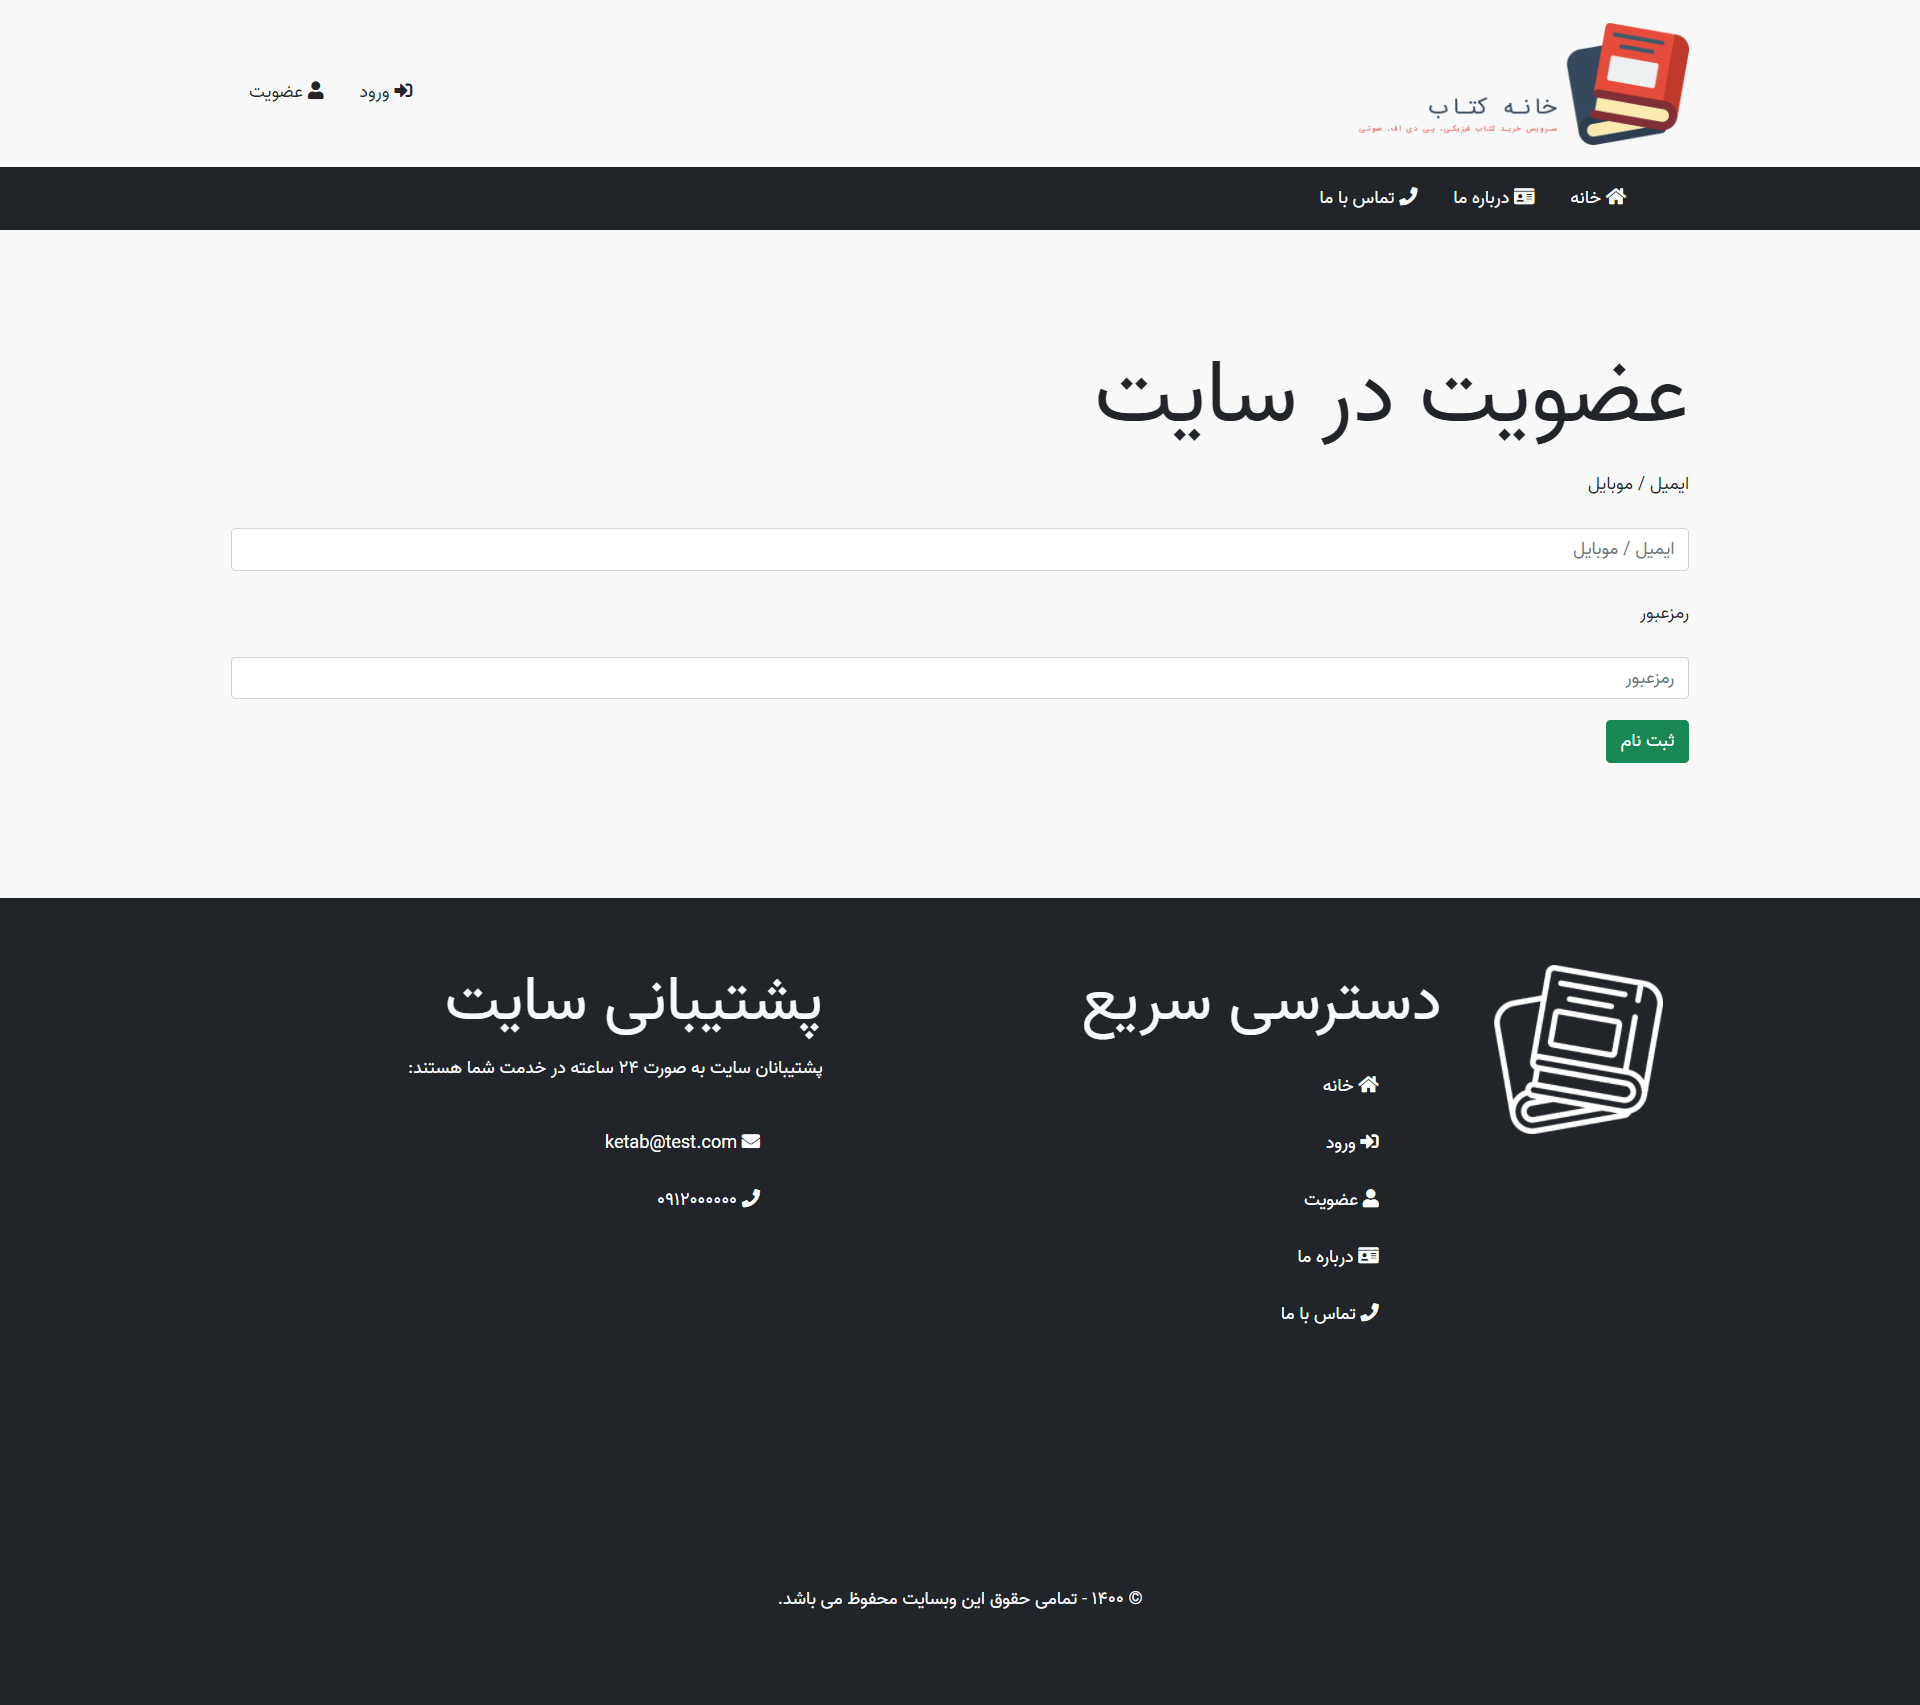 خانه کتاب
سرویس خرید کتاب فیزیکی، پی دی اف، صوتی
ورود
عضویت
خانه
درباره ما
تماس با ما
عضویت در سایت
ایمیل / موبایل
ایمیل / موبایل
رمزعبور
رمزعبور
ثبت نام
دسترسی سریع
خانه
ورود
عضویت
درباره ما
تماس با ما
پشتیبانی سایت
پشتیبانان سایت به صورت ۲۴ ساعته در خدمت شما هستند:
ketab@test.com
۰۹۱۲۰۰۰۰۰۰
© ۱۴۰۰ - تمامی حقوق این وبسایت محفوظ می باشد.